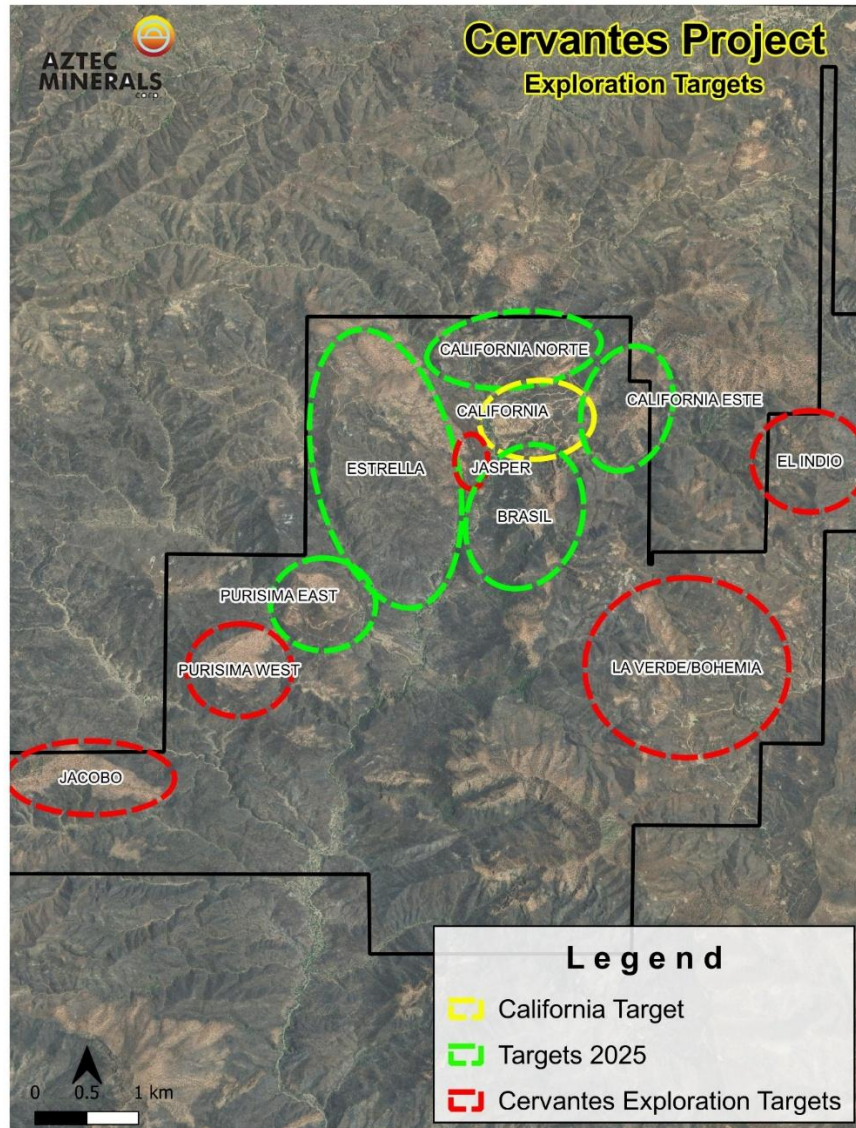 AZTEC
MINERALS
CORP.
Cervantes Project
Exploration Targets
CALIFORNIA NORTE
CALIFORNIA
CALIFORNIA ESTE
ESTRELLA
JASPER
EL INDIO
BRASIL
PURISIMA EAST
PURISIMA WEST
LA VERDE/BOHEMIA
JACOBO
Legend
California Target
Targets 2025
Cervantes Exploration Targets
0 0.5 1 km